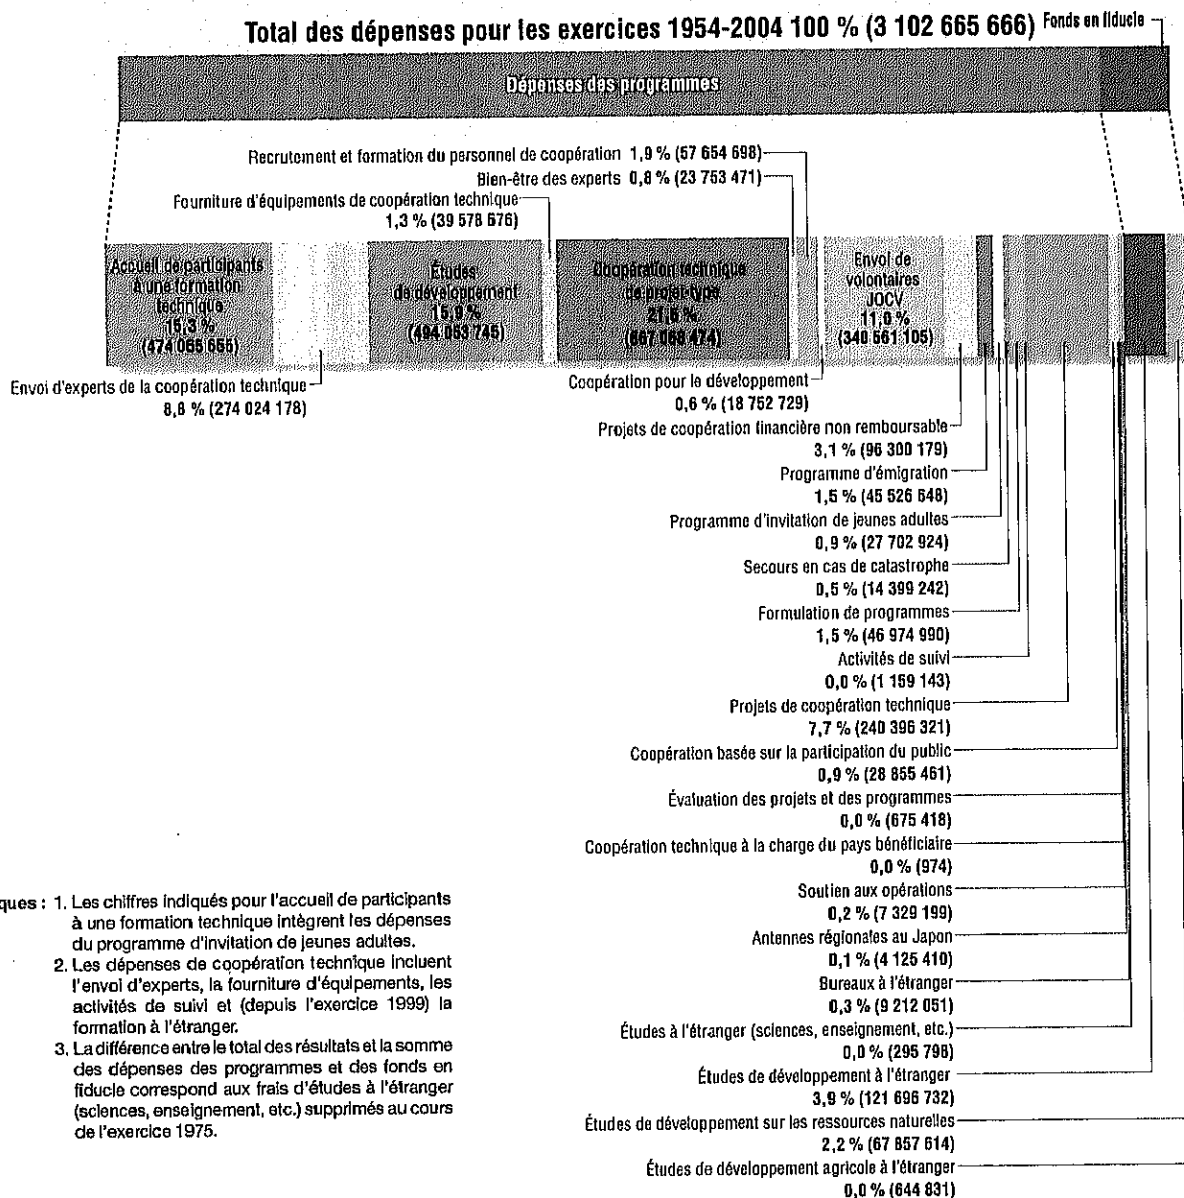 Total des dépenses pour les exercices 1954-2004 100 % (3 102 665 666) Fonds en fiducie
Dépenses des programmes
Recrutement et formation du personnel de coopération 1,9 % (57 654 698)
Bien-être des experts 0,8 % (23 753 471)
Fourniture d'équipements de coopération technique
1,3 % (39 578 676)
Accueil de participants
à une formation
technique
15,3 %
(474 065 655)
Études
de développement
15,9 %
(494 053 745)
Coopération technique
de projet-type
21,5 %
(667 068 474)
Envoi de
volontaires
JOCV
11,0 %
(340 561 105)
Envoi d'experts de la coopération technique
8,8 % (274 024 178)
Coopération pour le développement
0,6 % (18 752 729)
Projets de coopération financière non remboursable
3,1 % (96 300 179)
Programme d'émigration
1,5 % (45 526 648)
Programme d'invitation de jeunes adultes
0,9 % (27 702 924)
Secours en cas de catastrophe
0,5 % (14 399 242)
Formulation de programmes
1,5 % (46 974 990)
Activités de suivi
0,0 % (1 159 143)
Projets de coopération technique
7,7 % (240 396 321)
Coopération basée sur la participation du public
0,9 % (28 855 461)
Évaluation des projets et des programmes
0,0 % (675 418)
Coopération technique à la charge du pays bénéficiaire
0,0 % (974)
Soutien aux opérations
0,2 % (7 329 199)
Antennes régionales au Japon
0,1 % (4 125 410)
Bureaux à l'étranger
0,3 % (9 212 051)
Études à l'étranger (sciences, enseignement, etc.)
0,0 % (295 798)
Études de développement à l'étranger
3,9 % (121 696 732)
Études de développement sur les ressources naturelles
2,2 % (67 857 614)
Études de développement agricole à l'étranger
0,0 % (644 831)
ques : 1. Les chiffres indiqués pour l'accueil de participants
à une formation technique intègrent les dépenses
du programme d'invitation de jeunes adultes.
2. Les dépenses de coopération technique incluent
l'envoi d'experts, la fourniture d'équipements, les
activités de suivi et (depuis l'exercice 1999) la
formation à l'étranger.
3. La différence entre le total des résultats et la somme
des dépenses des programmes et des fonds en
fiducie correspond aux frais d'études à l'étranger
(sciences, enseignement, etc.) supprimés au cours
de l'exercice 1975.